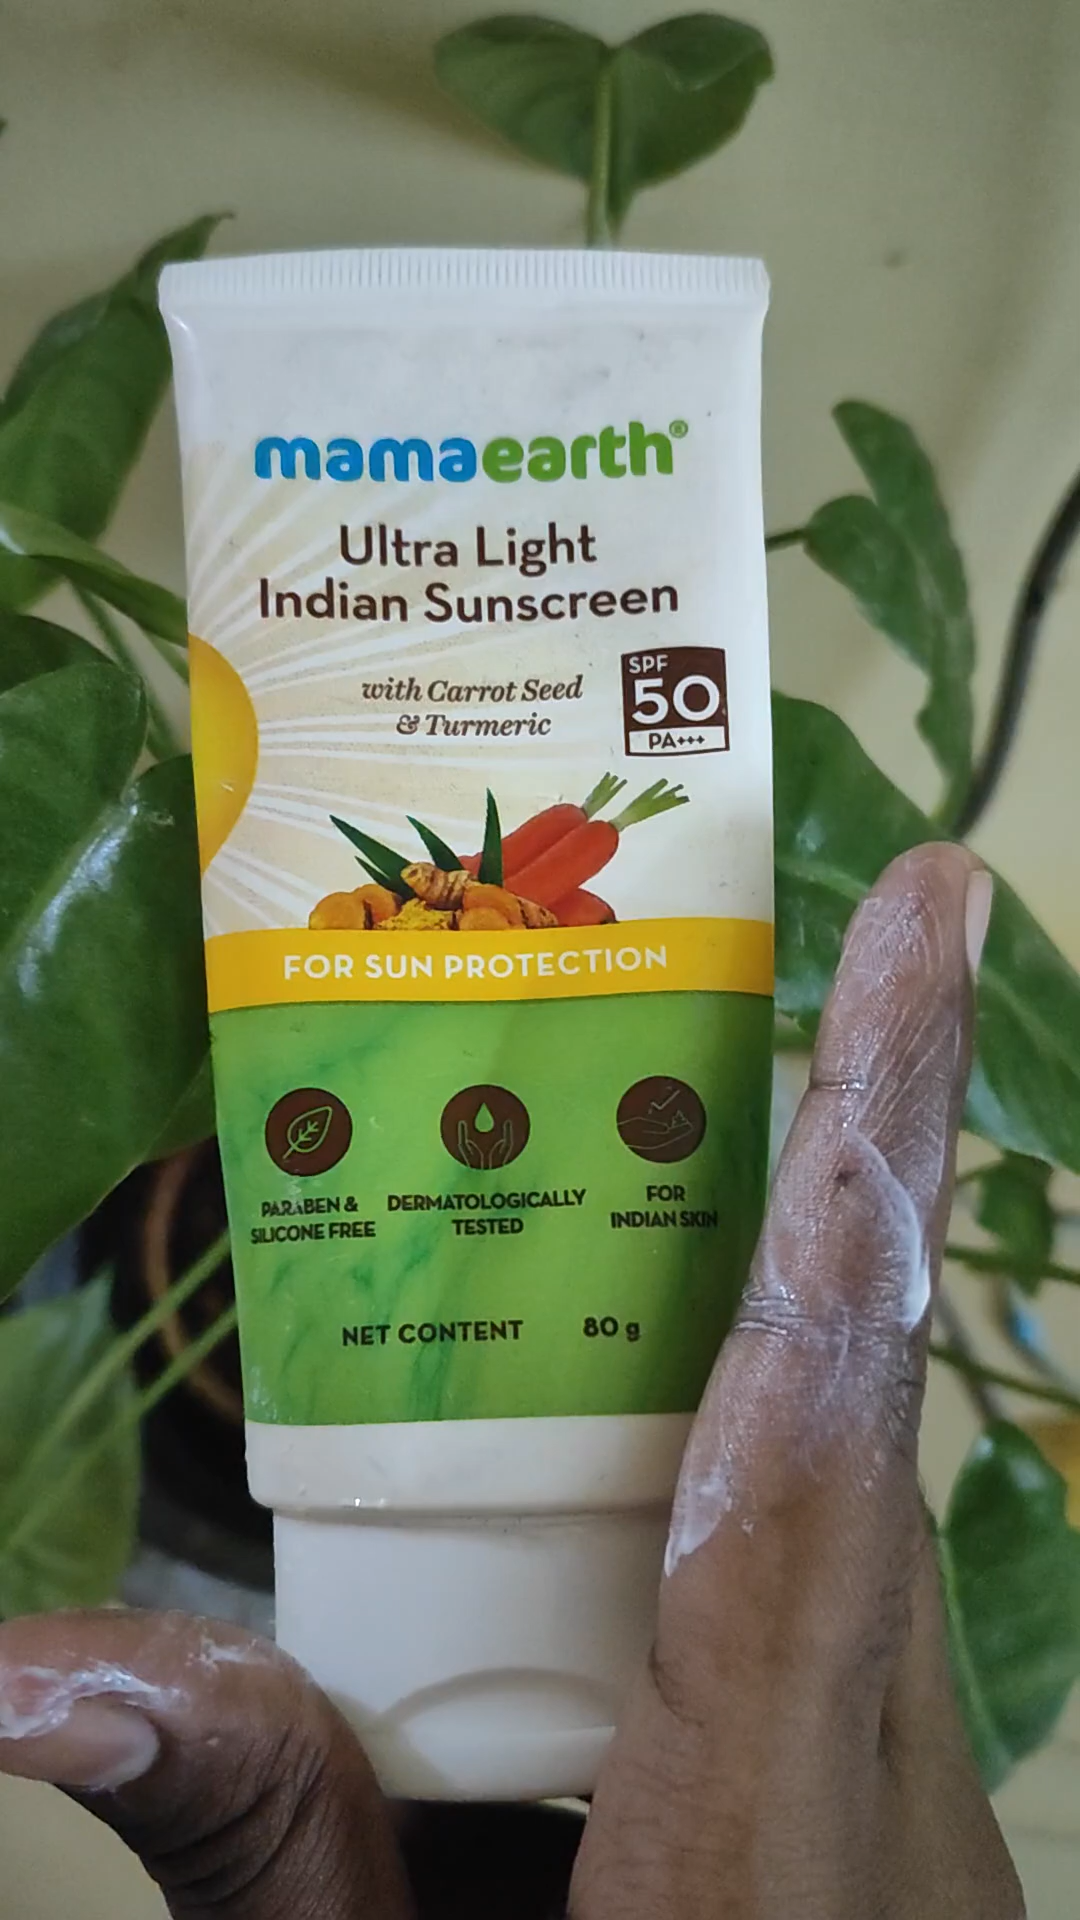 mamaearth®
Ultra Light
Indian Sunscreen
with Carrot Seed
& Turmeric
SPF
50
PA+++
FOR SUN PROTECTION
PARABEN &
SILICONE FREE
DERMATOLOGICALLY
TESTED
FOR
INDIAN SKIN
NET CONTENT 80 g